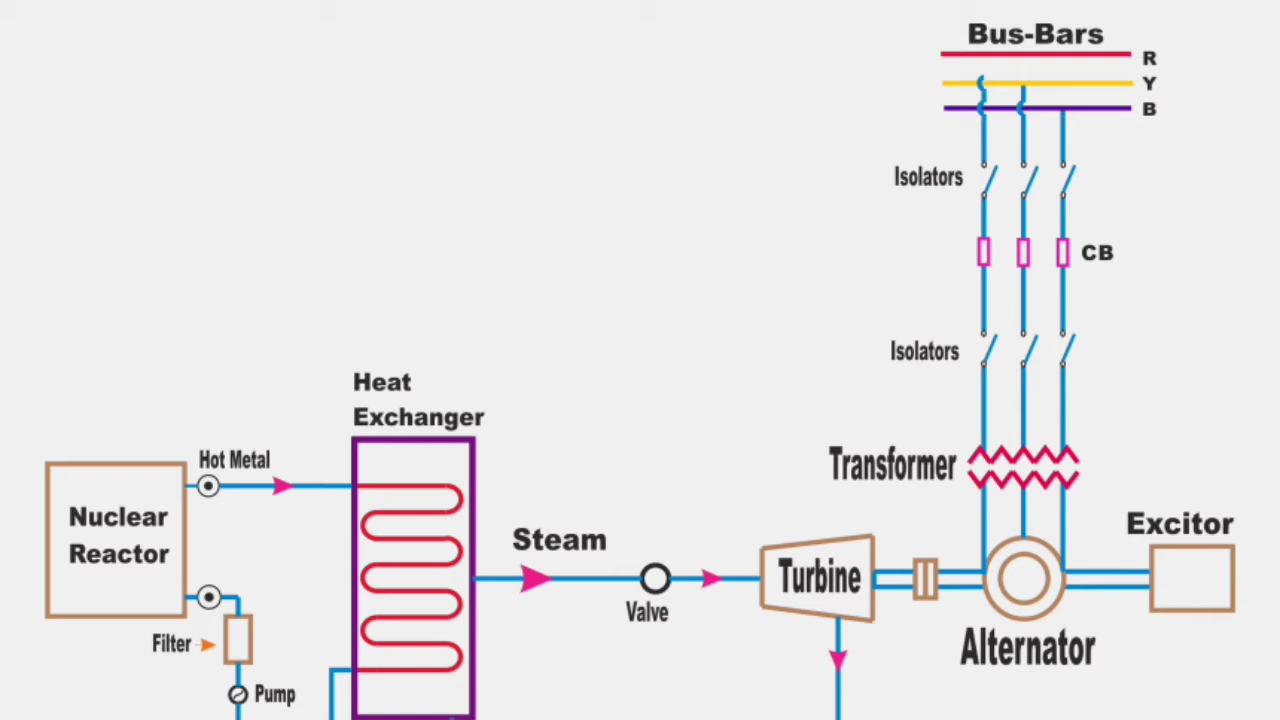 Bus-Bars
R
Y
B
Isolators
CB
Isolators
Heat
Exchanger
Transformer
Hot Metal
Nuclear
Reactor
Steam
Excitor
Turbine
Valve
Filter
Alternator
Pump